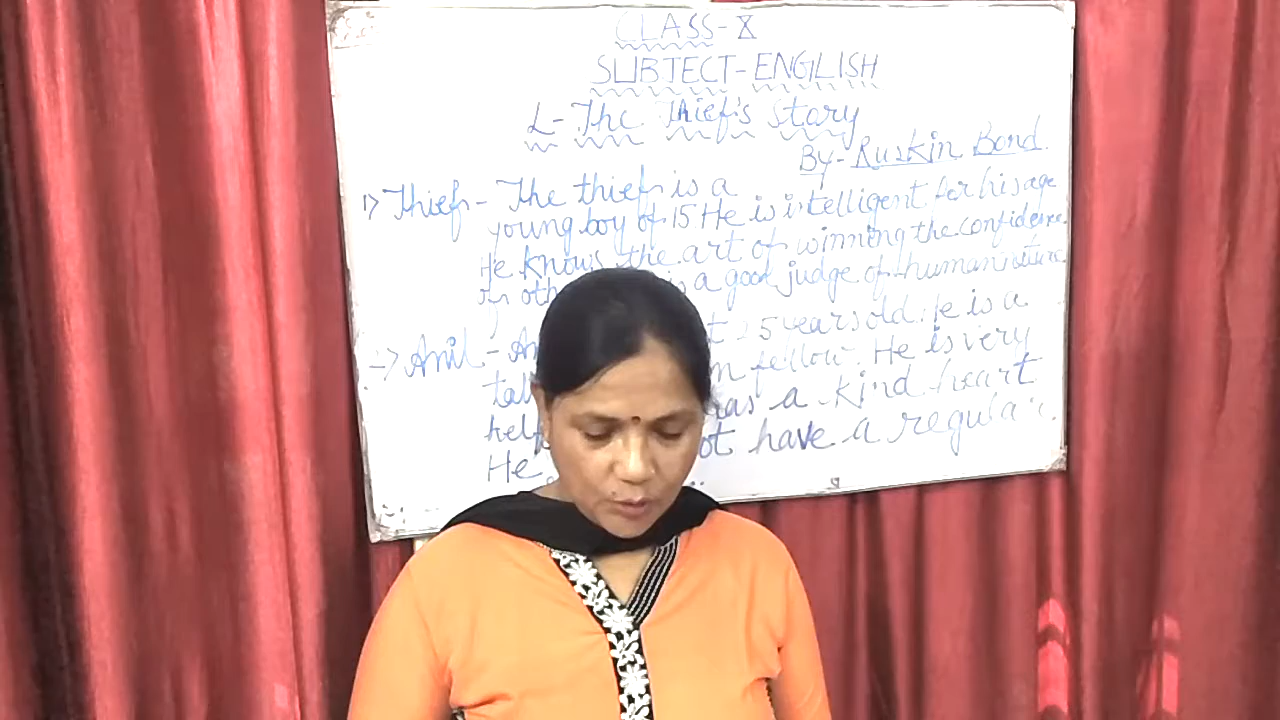 CLASS-X
SUBJECT-ENGLISH
L-The Thief's Story
By-Ruskin Bond.
1) Thief- The thief is a
young boy of 15. He is intelligent for his age
He knows the art of winning the confidence
a good judge of human nature.
Anil- 5 years old. He is a
fellow. He is very
has a kind heart
He have a regular